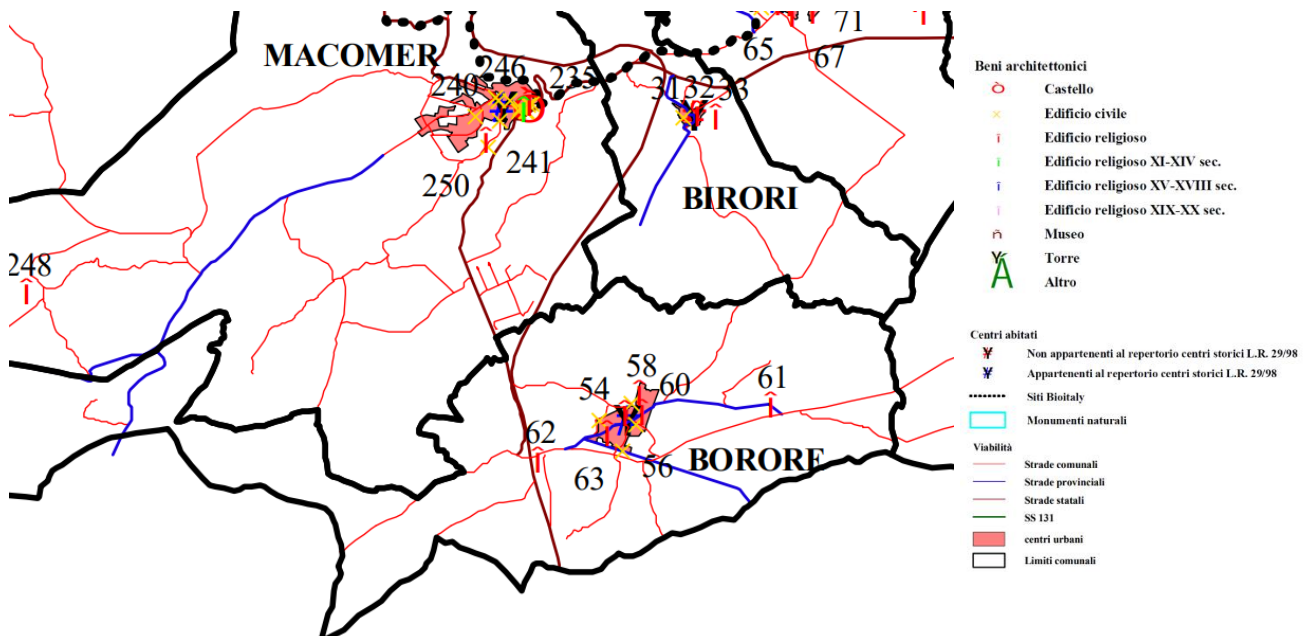 71
65
67
MACOMER
246
235
240
313233
241
250
BIRORI
248
58
54
60
61
62
56
BORORE
63
Beni architettonici
Castello
Edificio civile
Edificio religioso
Edificio religioso XI-XIV sec.
Edificio religioso XV-XVIII sec.
Edificio religioso XIX-XX sec.
Museo
Torre
Altro
Centri abitati
Non appartenenti al repertorio centri storici L.R. 29/98
Appartenenti al repertorio centri storici L.R. 29/98
Siti Bioitaly
Monumenti naturali
Viabilità
Strade comunali
Strade provinciali
Strade statali
SS 131
centri urbani
Limiti comunali